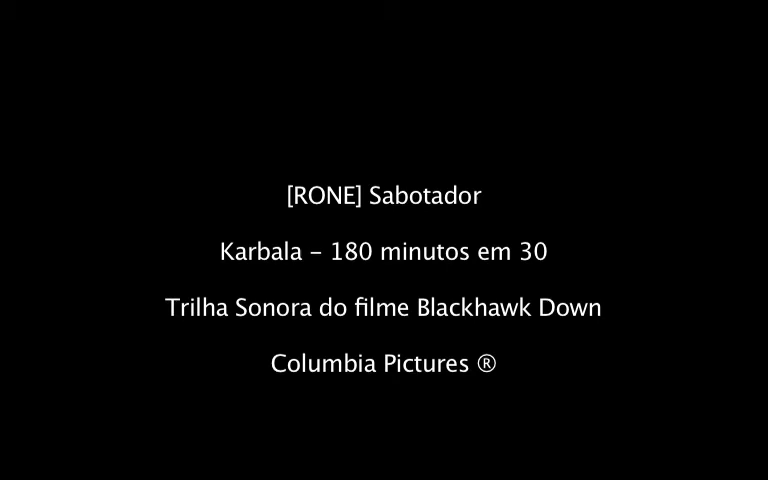 [RONE] Sabotador
Karbala – 180 minutos em 30
Trilha Sonora do filme Blackhawk Down
Columbia Pictures ®